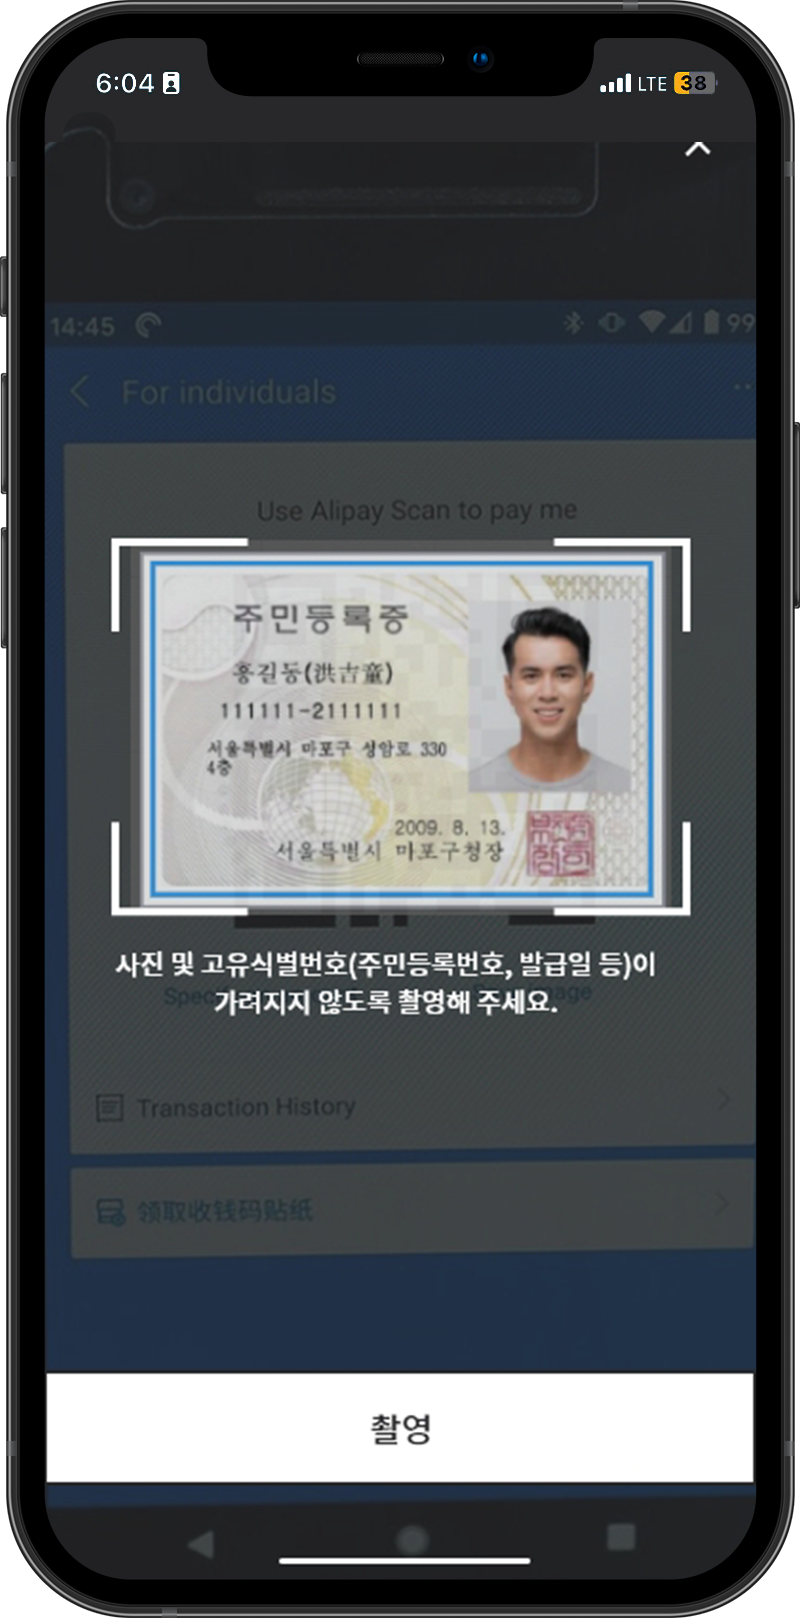 6:04
LTE 38
14:45
99
For individuals
Use Alipay Scan to pay me
주민등록증
홍길동(洪吉童)
111111-2111111
서울특별시 마포구 성암로 330
4층
2009. 8. 13.
서울특별시 마포구청장
사진 및 고유식별번호(주민등록번호, 발급일 등)이
가려지지 않도록 촬영해 주세요.
Transaction History
领取收钱码贴纸
촬영